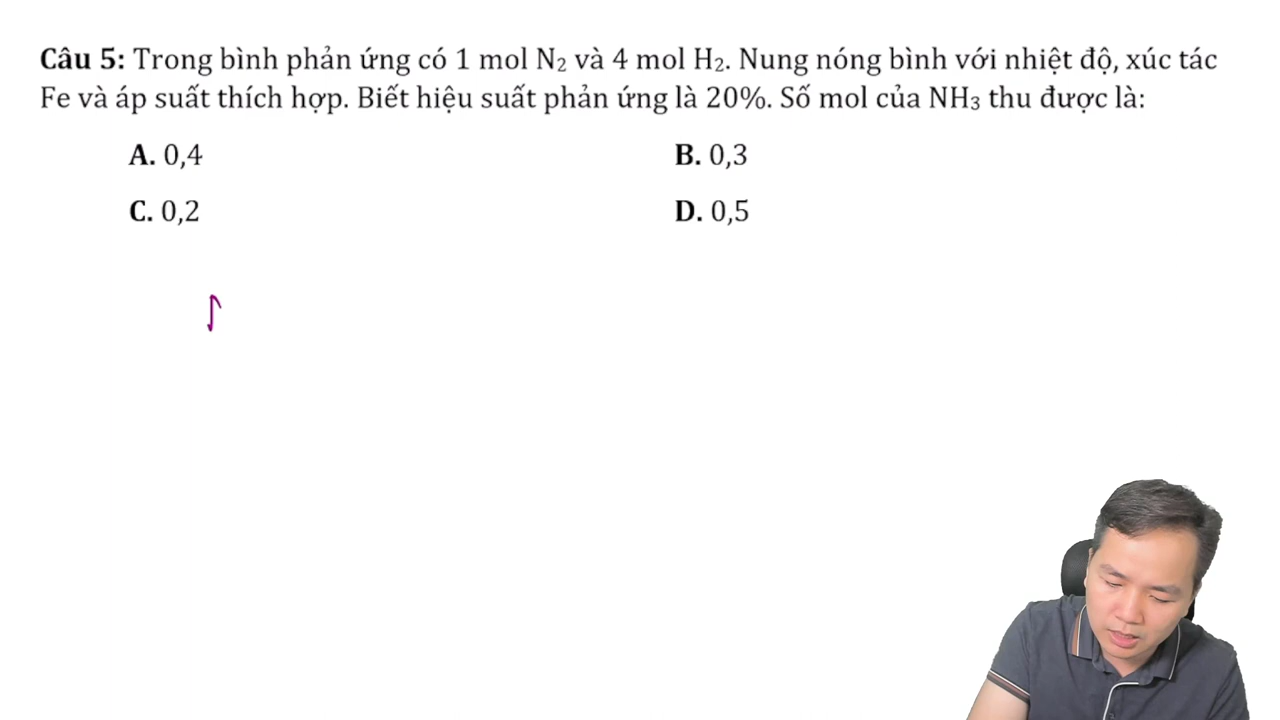 Câu 5: Trong bình phản ứng có 1 mol N₂ và 4 mol H₂. Nung nóng bình với nhiệt độ, xúc tác
Fe và áp suất thích hợp. Biết hiệu suất phản ứng là 20%. Số mol của NH₃ thu được là:
A. 0,4 B. 0,3
C. 0,2 D. 0,5